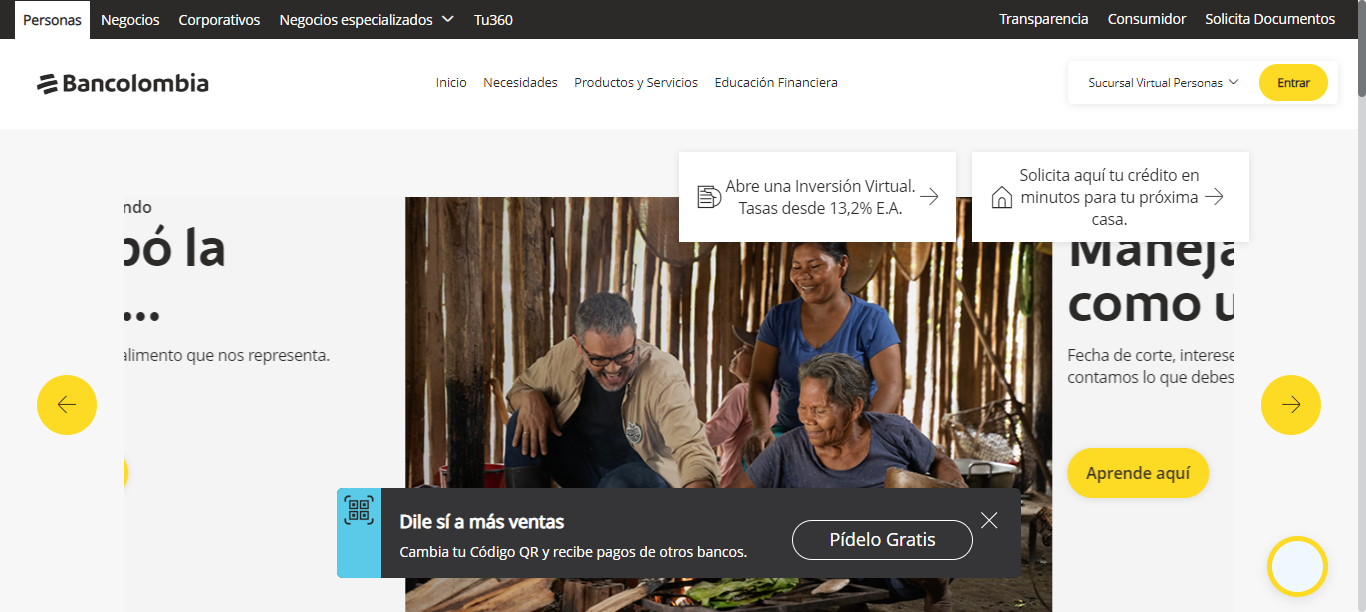 Personas Negocios Corporativos Negocios especializados Tu360 Transparencia Consumidor Solicita Documentos
Bancolombia Inicio Necesidades Productos y Servicios Educación Financiera Sucursal Virtual Personas Entrar
Abre una Inversión Virtual.
Tasas desde 13,2% E.A.
Solicita aquí tu crédito en
minutos para tu próxima
casa.
ndo
bó la
...
alimento que nos representa.
Maneja
como u
Fecha de corte, interese
contamos lo que debes
Aprende aquí
Dile sí a más ventas
Cambia tu Código QR y recibe pagos de otros bancos.
Pídelo Gratis